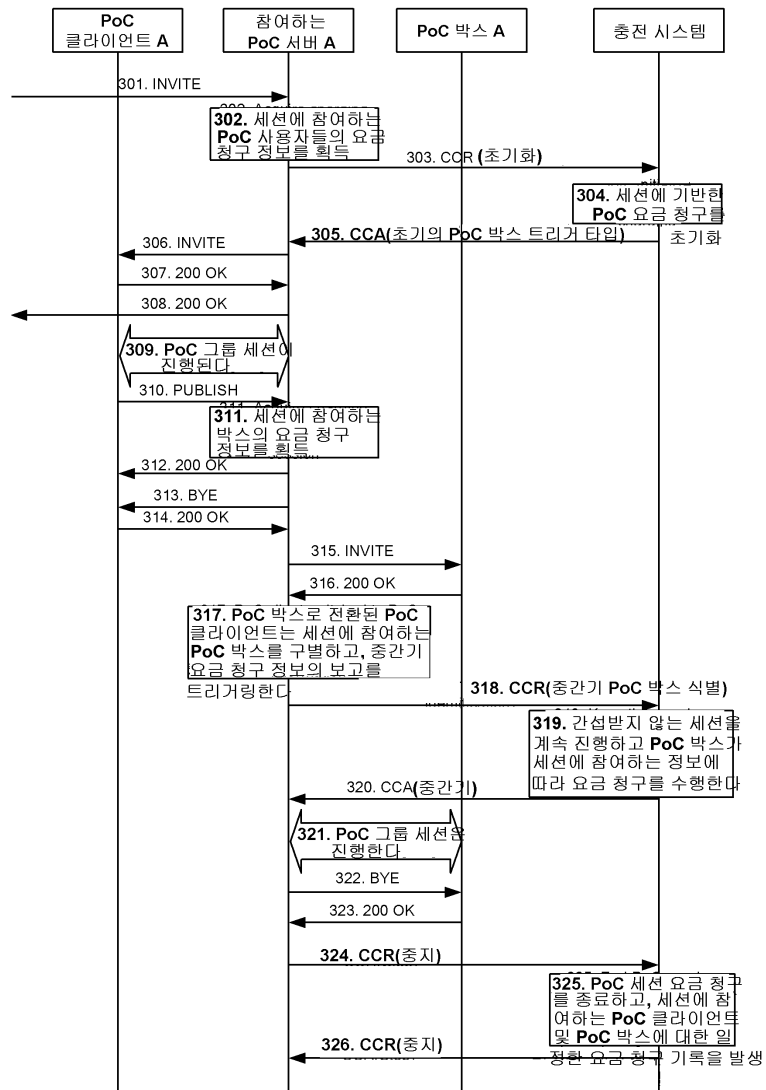 PoC
클라이언트 A
참여하는
PoC 서버 A
PoC 박스 A
충전 시스템
301. INVITE
302. 세션에 참여하는
PoC 사용자들의 요금
청구 정보를 획득
303. CCR (초기화)
304. 세션에 기반한
PoC 요금 청구를
초기화
305. CCA(초기의 PoC 박스 트리거 타입)
306. INVITE
307. 200 OK
308. 200 OK
309. PoC 그룹 세션이
진행된다.
310. PUBLISH
311. 세션에 참여하는
박스의 요금 청구
정보를 획득
312. 200 OK
313. BYE
314. 200 OK
315. INVITE
316. 200 OK
317. PoC 박스로 전환된 PoC
클라이언트는 세션에 참여하는
PoC 박스를 구별하고, 중간기
요금 청구 정보의 보고를
트리거링한다
318. CCR(중간기 PoC 박스 식별)
319. 간섭받지 않는 세션을
계속 진행하고 PoC 박스가
세션에 참여하는 정보에
따라 요금 청구를 수행한다
320. CCA(중간기)
321. PoC 그룹 세션은
진행한다.
322. BYE
323. 200 OK
324. CCR(중지)
325. PoC 세션 요금 청구
를 종료하고, 세션에 참
여하는 PoC 클라이언트
및 PoC 박스에 대한 일
정한 요금 청구 기록을 발생
326. CCR(중지)